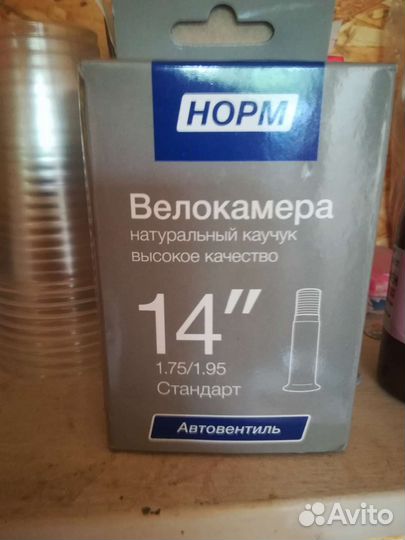 НОРМ
Велокамера
натуральный каучук
высокое качество
14"
1.75/1.95
Стандарт
Автовентиль
Avito